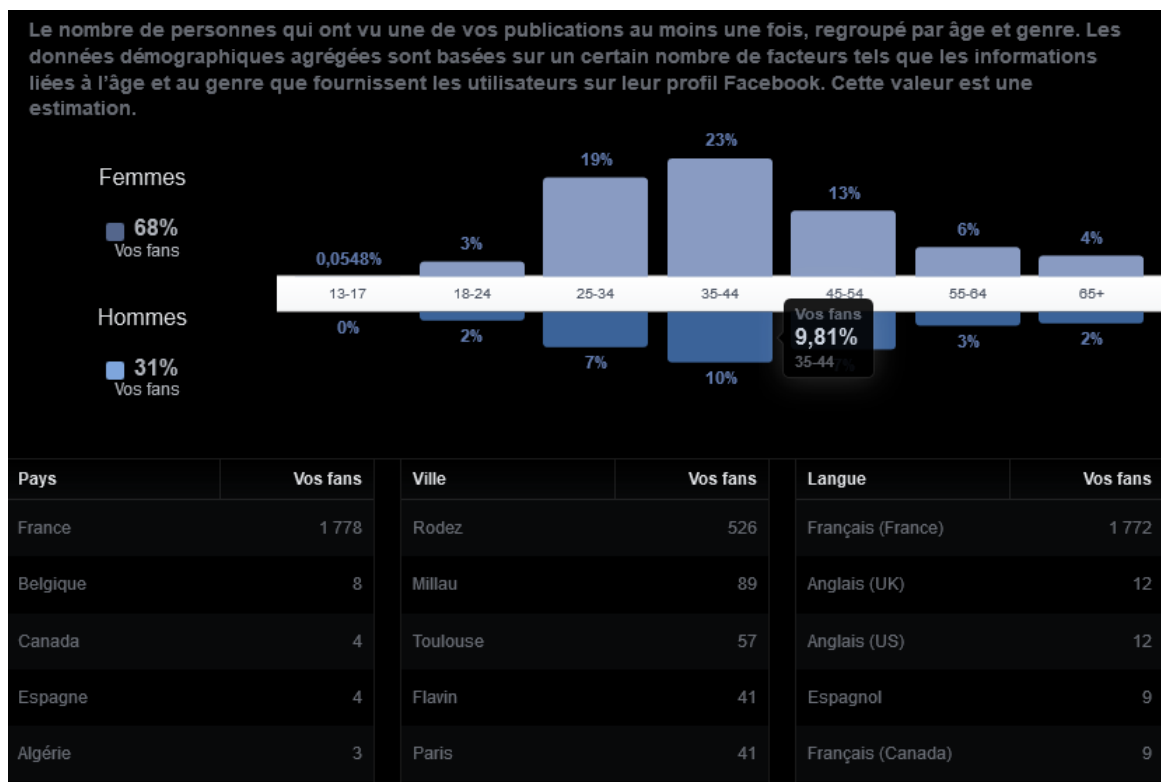 Le nombre de personnes qui ont vu une de vos publications au moins une fois, regroupé par âge et genre. Les
données démographiques agrégées sont basées sur un certain nombre de facteurs tels que les informations
liées à l'âge et au genre que fournissent les utilisateurs sur leur profil Facebook. Cette valeur est une
estimation.
Femmes
68%
Vos fans
0,0548%
3%
19%
23%
13%
6%
4%
13-17
18-24
25-34
35-44
45-54
55-64
65+
Hommes
31%
Vos fans
0%
2%
7%
10%
7%
3%
2%
Vos fans
9,81%
35-44
Pays Vos fans
France 1 778
Belgique 8
Canada 4
Espagne 4
Algérie 3
Ville Vos fans
Rodez 526
Millau 89
Toulouse 57
Flavin 41
Paris 41
Langue Vos fans
Français (France) 1 772
Anglais (UK) 12
Anglais (US) 12
Espagnol 9
Français (Canada) 9